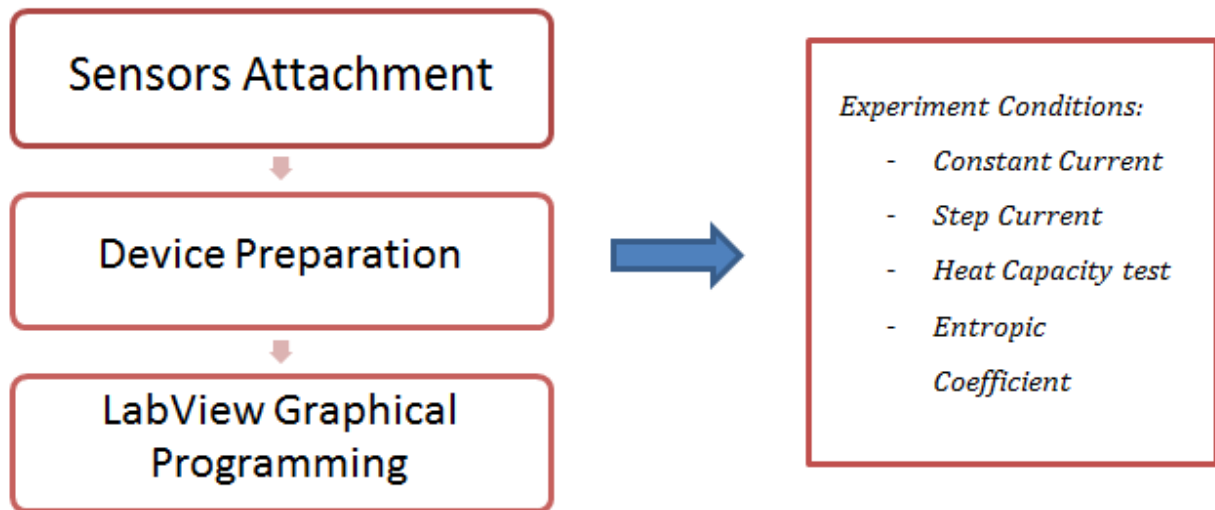 Sensors Attachment
Device Preparation
LabView Graphical
Programming
Experiment Conditions:
- Constant Current
- Step Current
- Heat Capacity test
- Entropic
Coefficient